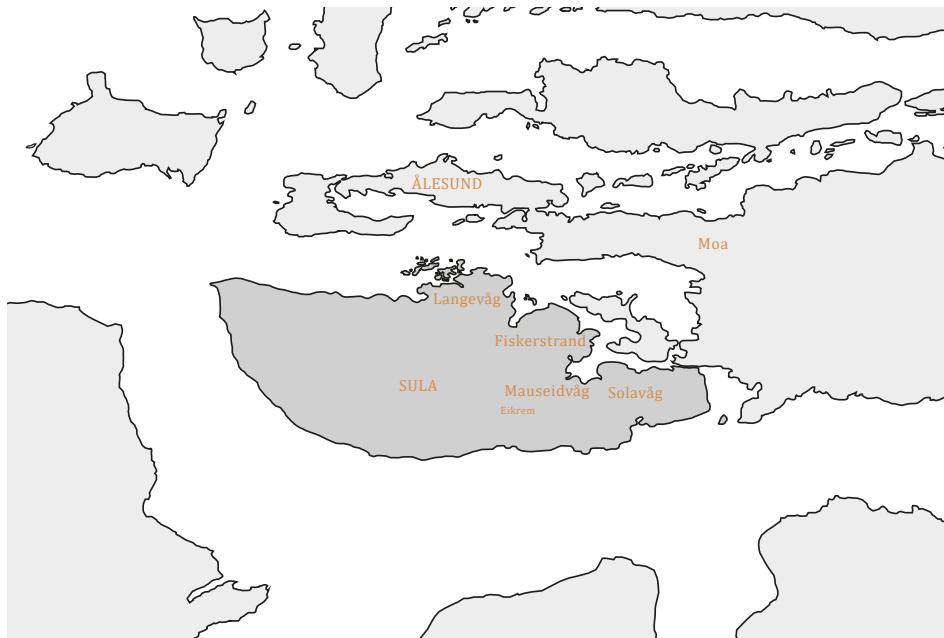 ÅLESUND
Moa
Langevåg
Fiskerstrand
SULA
Mauseidvåg
Solavåg
Eikrem